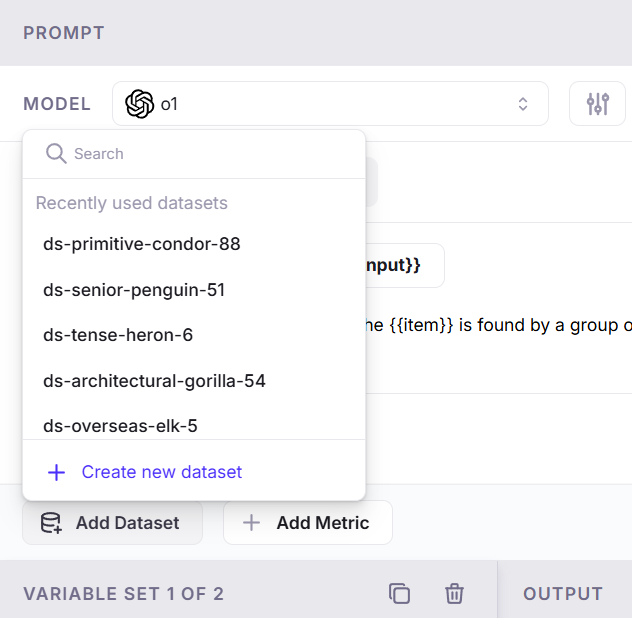 PROMPT
MODEL
o1
Search
Recently used datasets
ds-primitive-condor-88
ds-senior-penguin-51
nput}}
ds-tense-heron-6
he {{item}} is found by a group o
ds-architectural-gorilla-54
ds-overseas-elk-5
Create new dataset
Add Dataset
Add Metric
VARIABLE SET 1 OF 2
OUTPUT